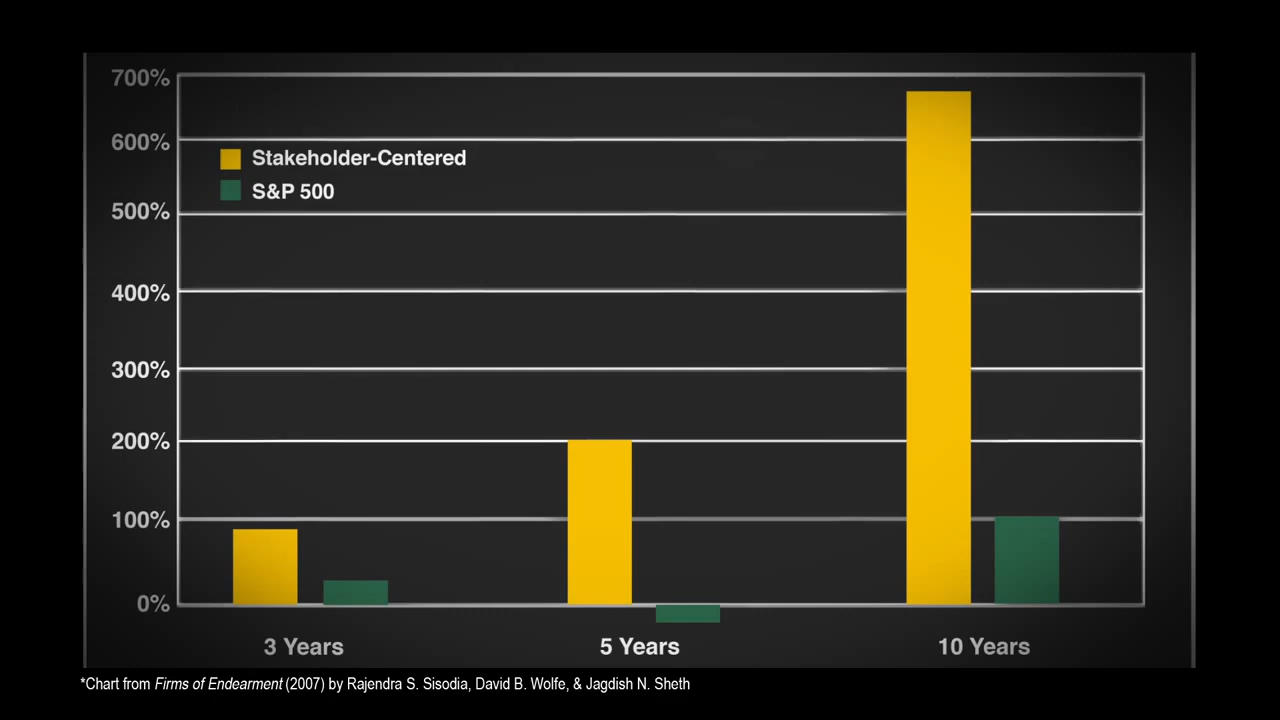 700%
600%
Stakeholder-Centered
S&P 500
500%
400%
300%
200%
100%
0%
3 Years
5 Years
10 Years
*Chart from Firms of Endearment (2007) by Rajendra S. Sisodia, David B. Wolfe, & Jagdish N. Sheth